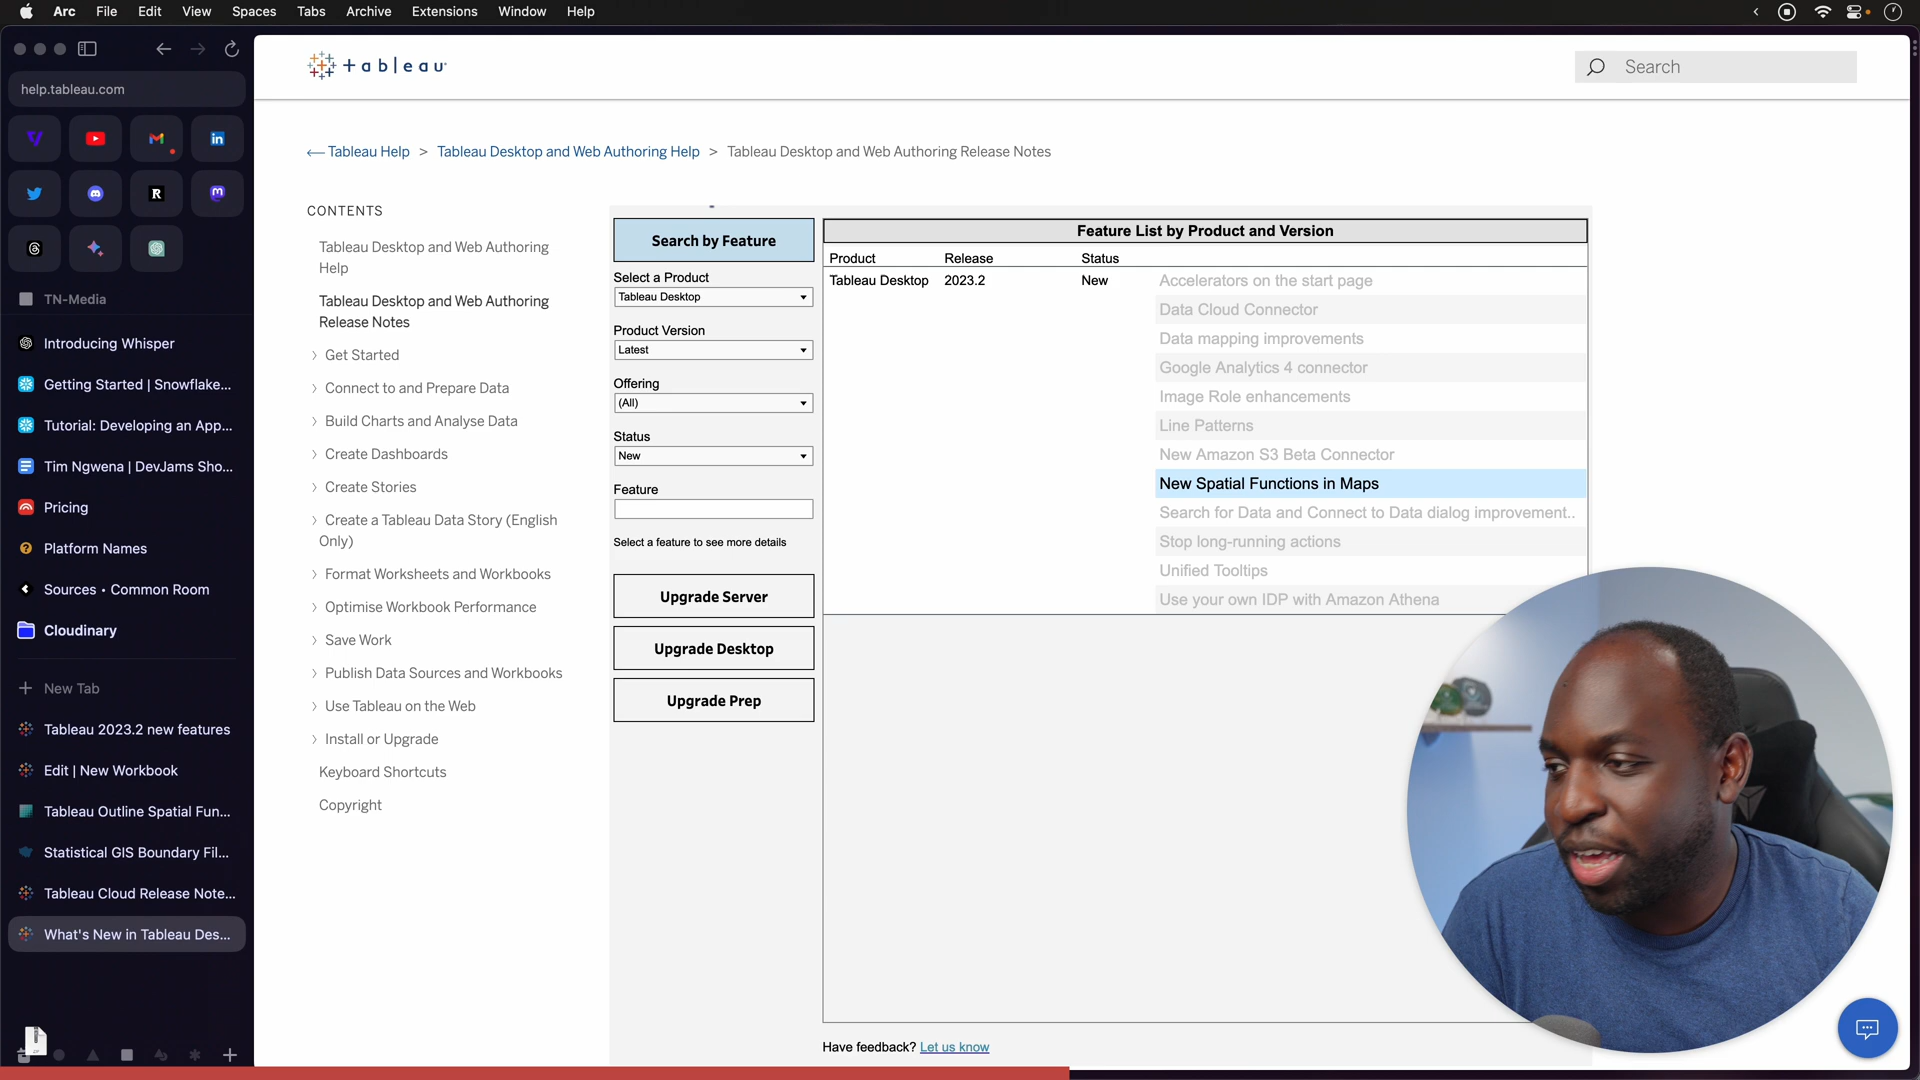 Arc File Edit View Spaces Tabs Archive Extensions Window Help
help.tableau.com
TN-Media
Introducing Whisper
Getting Started | Snowflake...
Tutorial: Developing an App...
Tim Ngwena | DevJams Sho...
Pricing
Platform Names
Sources • Common Room
Cloudinary
New Tab
Tableau 2023.2 new features
Edit | New Workbook
Tableau Outline Spatial Fun...
Statistical GIS Boundary Fil...
Tableau Cloud Release Note...
What's New in Tableau Des...
tableau
Search
Tableau Help > Tableau Desktop and Web Authoring Help > Tableau Desktop and Web Authoring Release Notes
CONTENTS
Tableau Desktop and Web Authoring
Help
Tableau Desktop and Web Authoring
Release Notes
Get Started
Connect to and Prepare Data
Build Charts and Analyse Data
Create Dashboards
Create Stories
Create a Tableau Data Story (English
Only)
Format Worksheets and Workbooks
Optimise Workbook Performance
Save Work
Publish Data Sources and Workbooks
Use Tableau on the Web
Install or Upgrade
Keyboard Shortcuts
Copyright
Search by Feature
Select a Product
Tableau Desktop
Product Version
Latest
Offering
(All)
Status
New
Feature
Select a feature to see more details
Upgrade Server
Upgrade Desktop
Upgrade Prep
Feature List by Product and Version
Product Release Status
Tableau Desktop 2023.2 New Accelerators on the start page
Data Cloud Connector
Data mapping improvements
Google Analytics 4 connector
Image Role enhancements
Line Patterns
New Amazon S3 Beta Connector
New Spatial Functions in Maps
Search for Data and Connect to Data dialog improvement..
Stop long-running actions
Unified Tooltips
Use your own IDP with Amazon Athena
Have feedback? Let us know